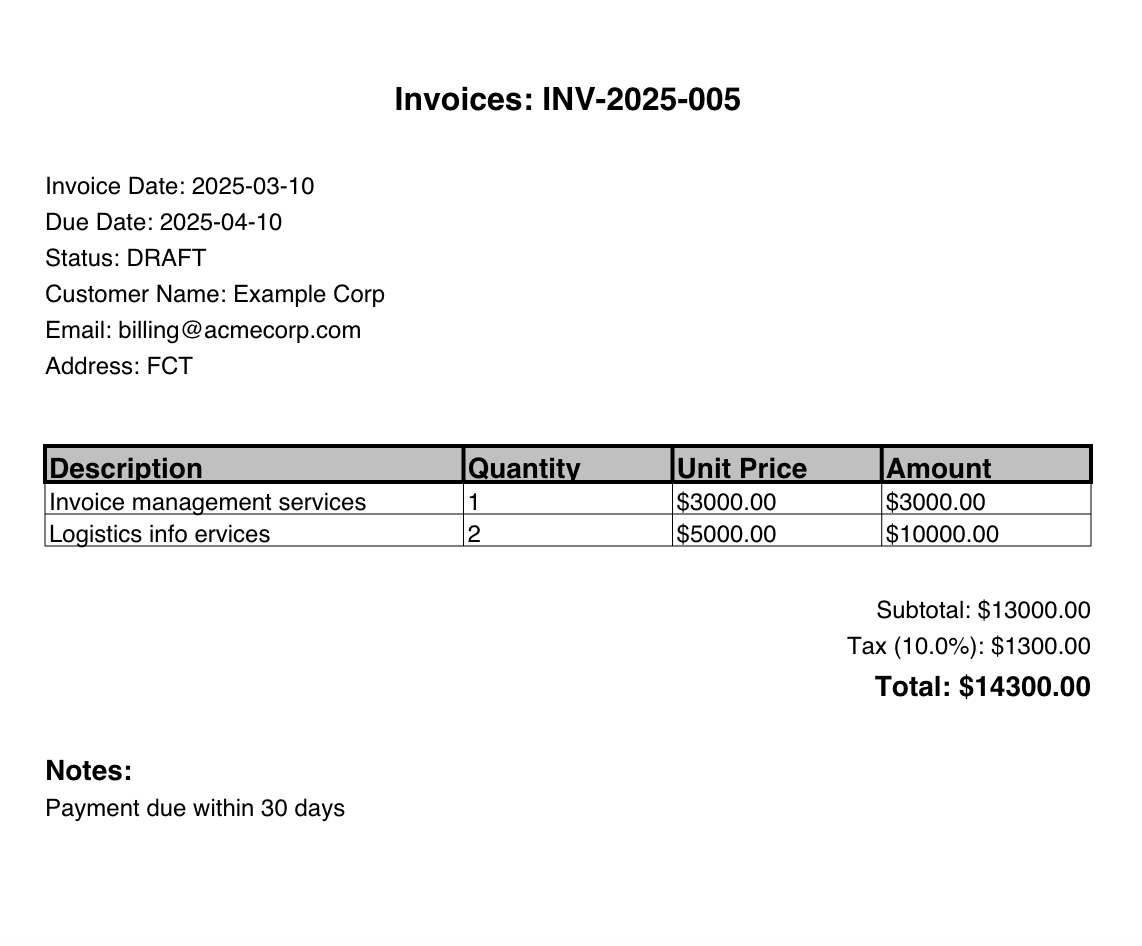 Invoices: INV-2025-005
Invoice Date: 2025-03-10
Due Date: 2025-04-10
Status: DRAFT
Customer Name: Example Corp
Email: billing@acmecorp.com
Address: FCT
Description Quantity Unit Price Amount
Invoice management services 1 $3000.00 $3000.00
Logistics info ervices 2 $5000.00 $10000.00
Subtotal: $13000.00
Tax (10.0%): $1300.00
Total: $14300.00
Notes:
Payment due within 30 days